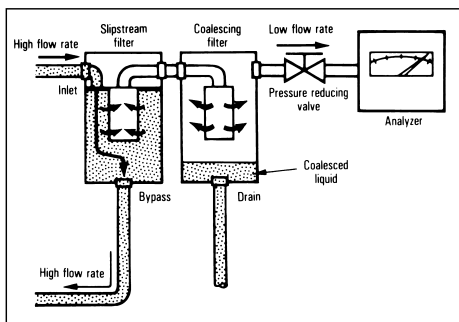 High flow rate
Slipstream
filter
Coalescing
filter
Low flow rate
Inlet
Pressure reducing
valve
Analyzer
Coalesced
liquid
Bypass
Drain
High flow rate